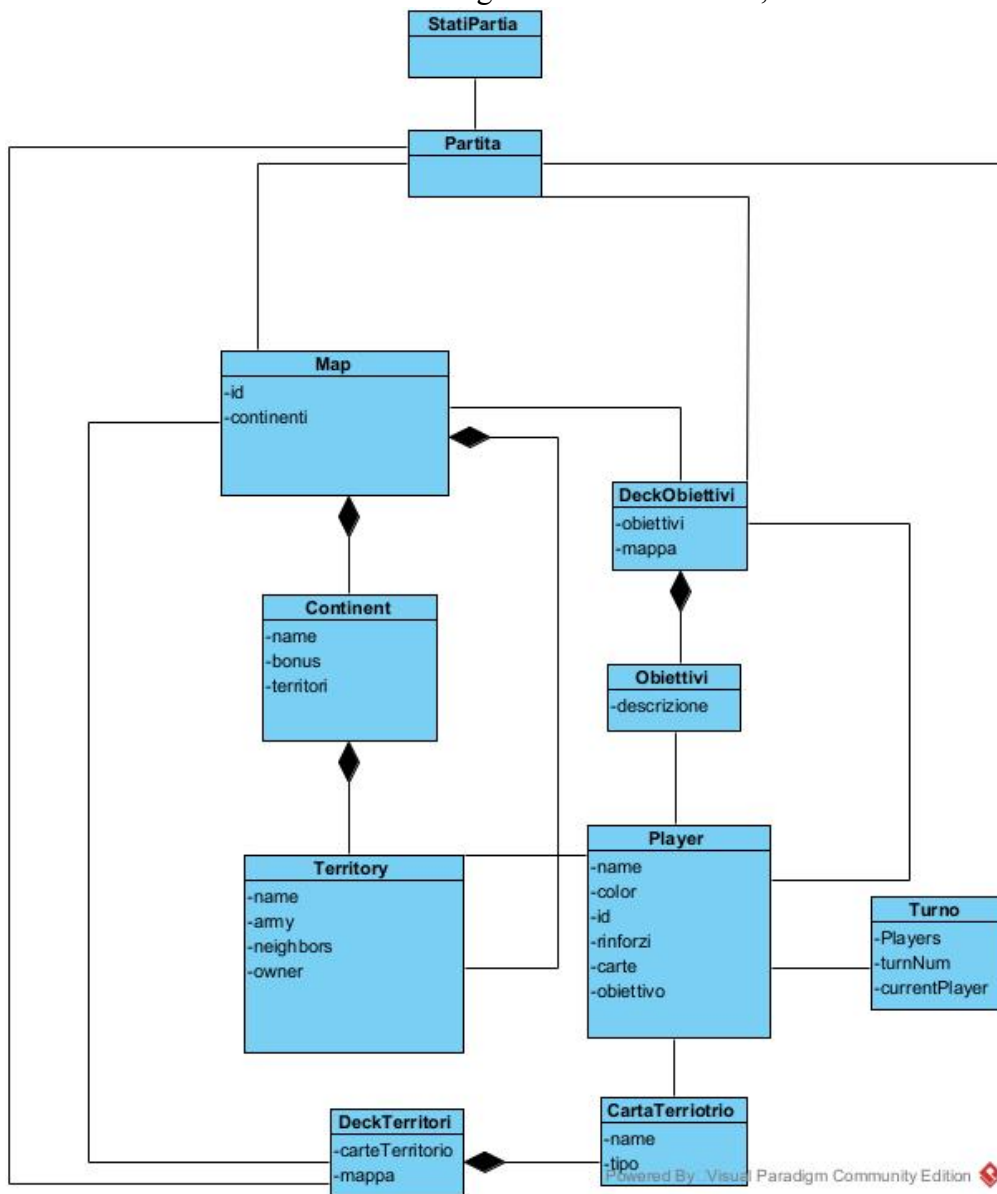 StatiPartia
Partita
Map
-id
-continenti
DeckObiettivi
-obiettivi
-mappa
Continent
-name
-bonus
-territori
Obiettivi
-descrizione
Territory
-name
-army
-neighbors
-owner
Player
-name
-color
-id
-rinforzi
-carte
-obiettivo
Turno
-Players
-turnNum
-currentPlayer
DeckTerritori
-carteTerritorio
-mappa
CartaTerriotrio
-name
-tipo
Powered By Visual Paradigm Community Edition